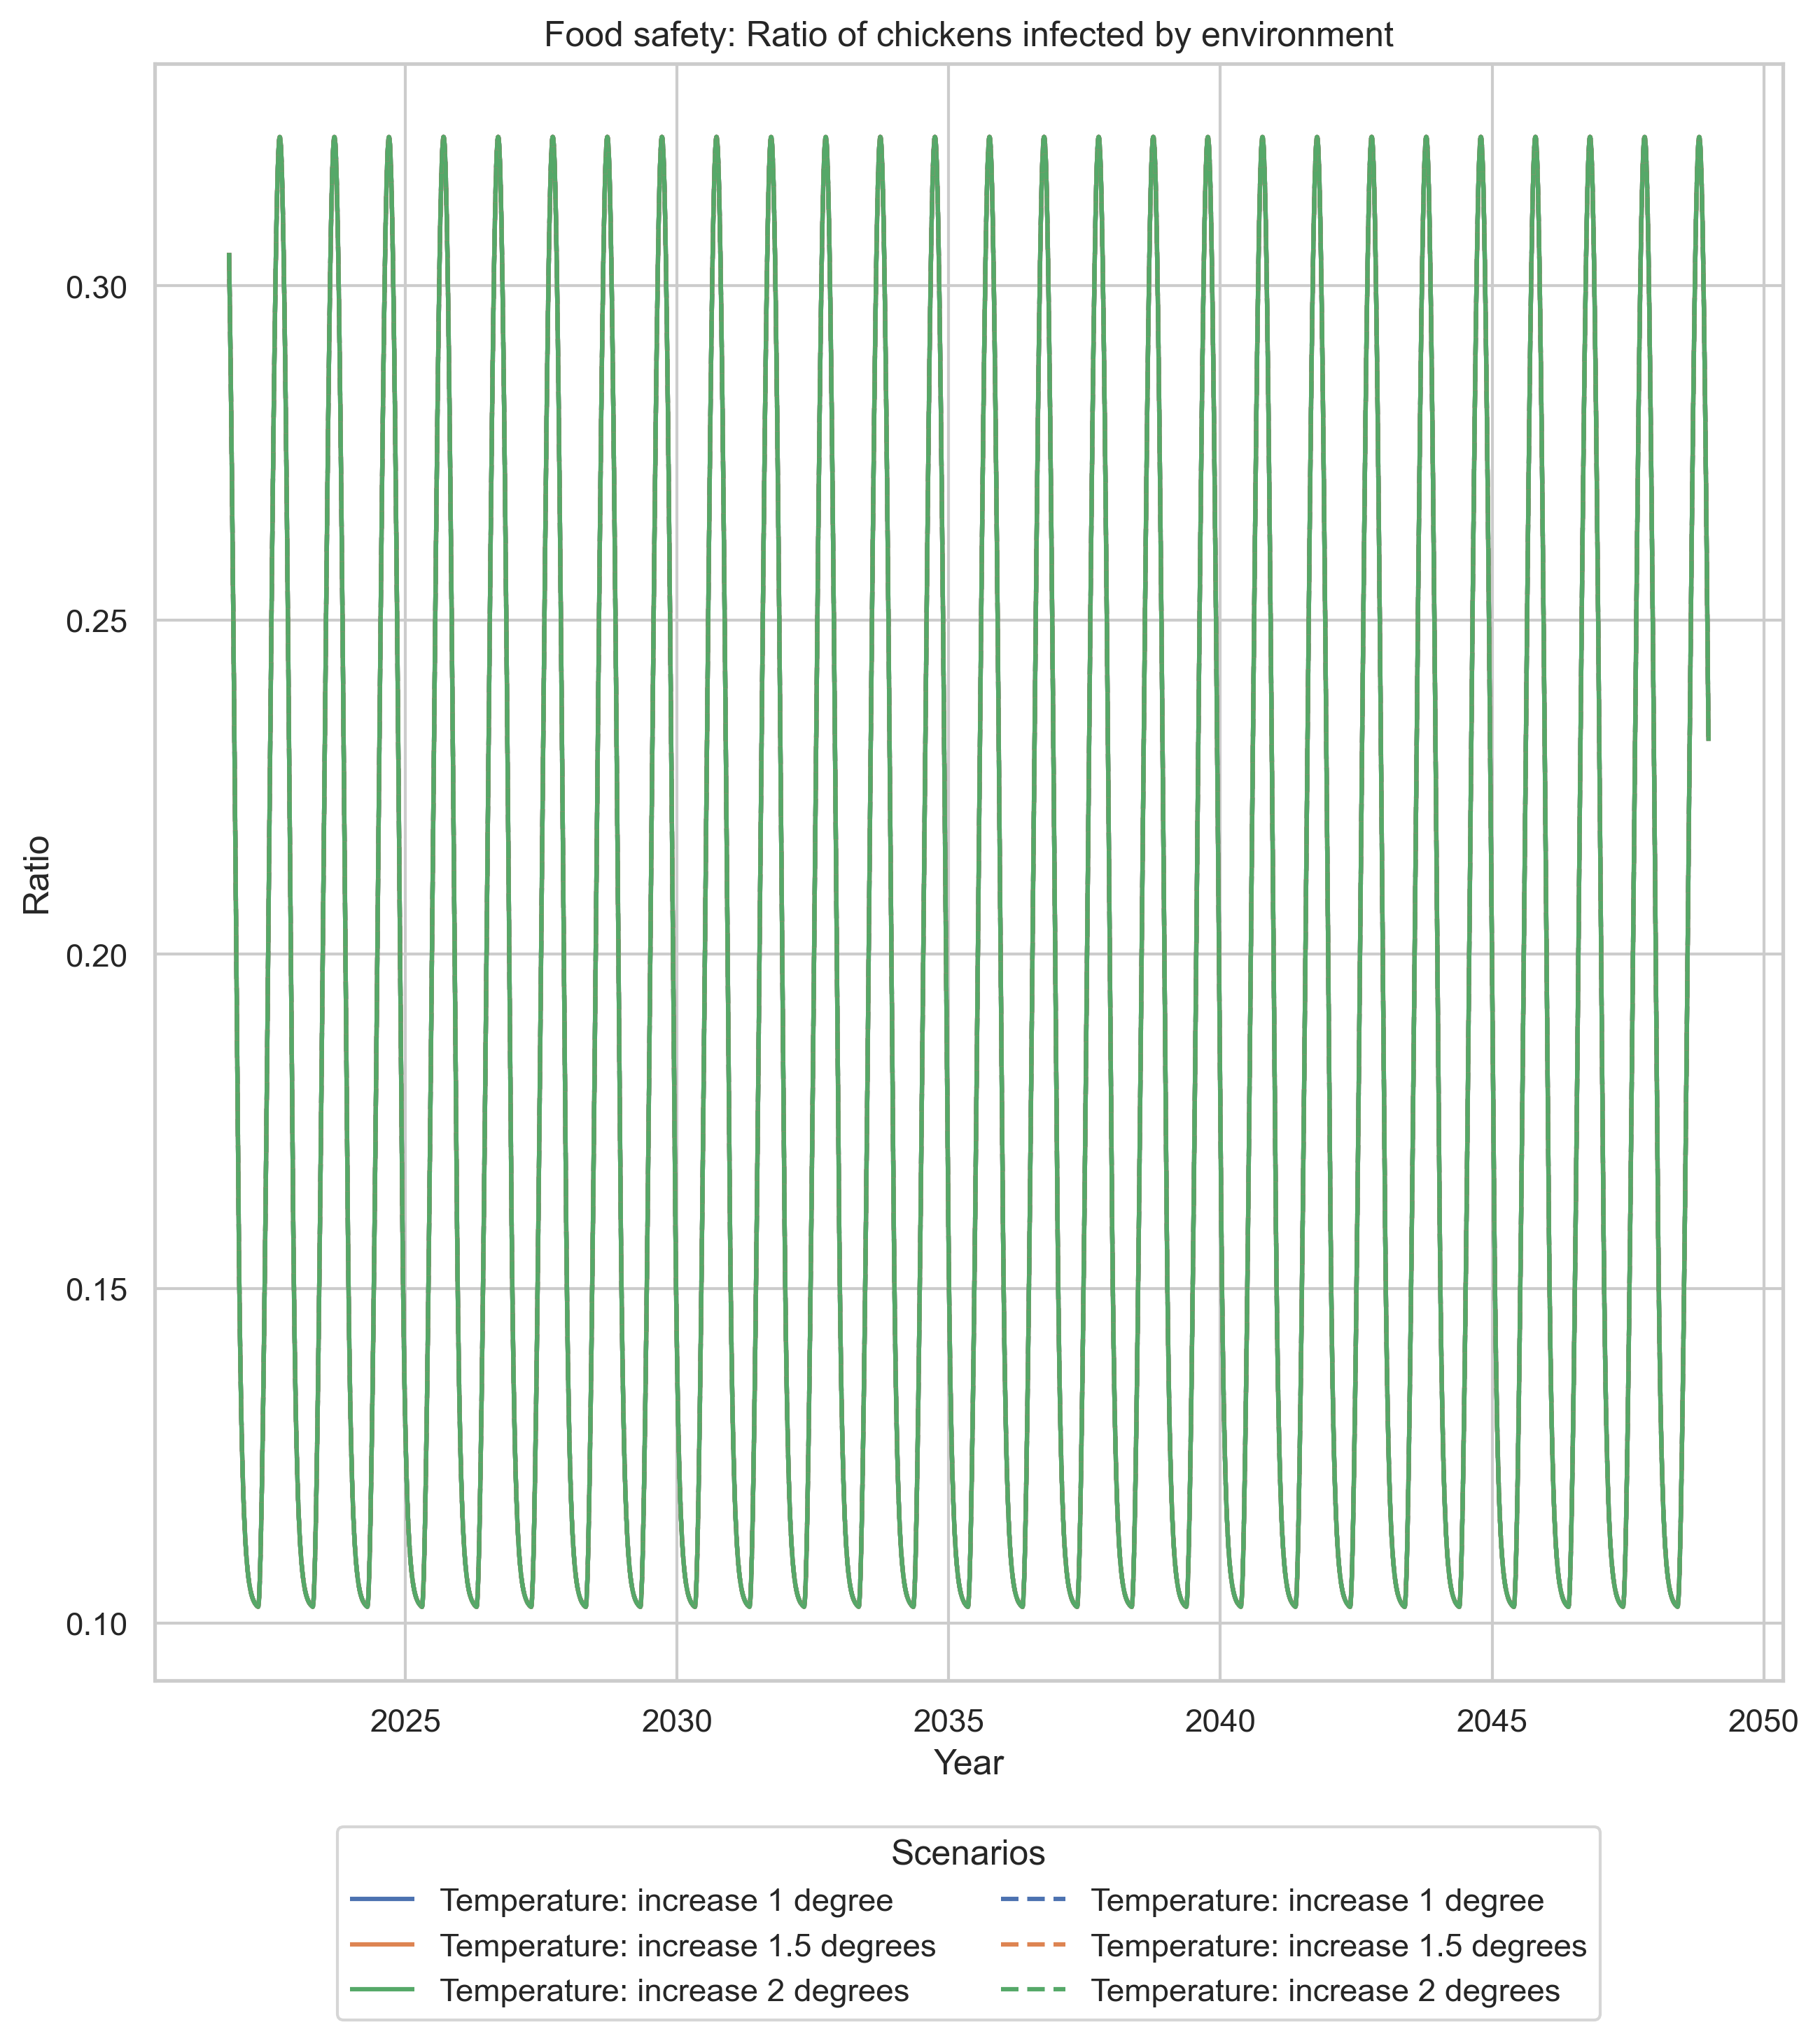 Food safety: Ratio of chickens infected by environment
0.30
0.25
0.20
0.15
0.10
Ratio
2025 2030 2035 2040 2045 2050
Year
Scenarios
Temperature: increase 1 degree
Temperature: increase 1.5 degrees
Temperature: increase 2 degrees
Temperature: increase 1 degree
Temperature: increase 1.5 degrees
Temperature: increase 2 degrees